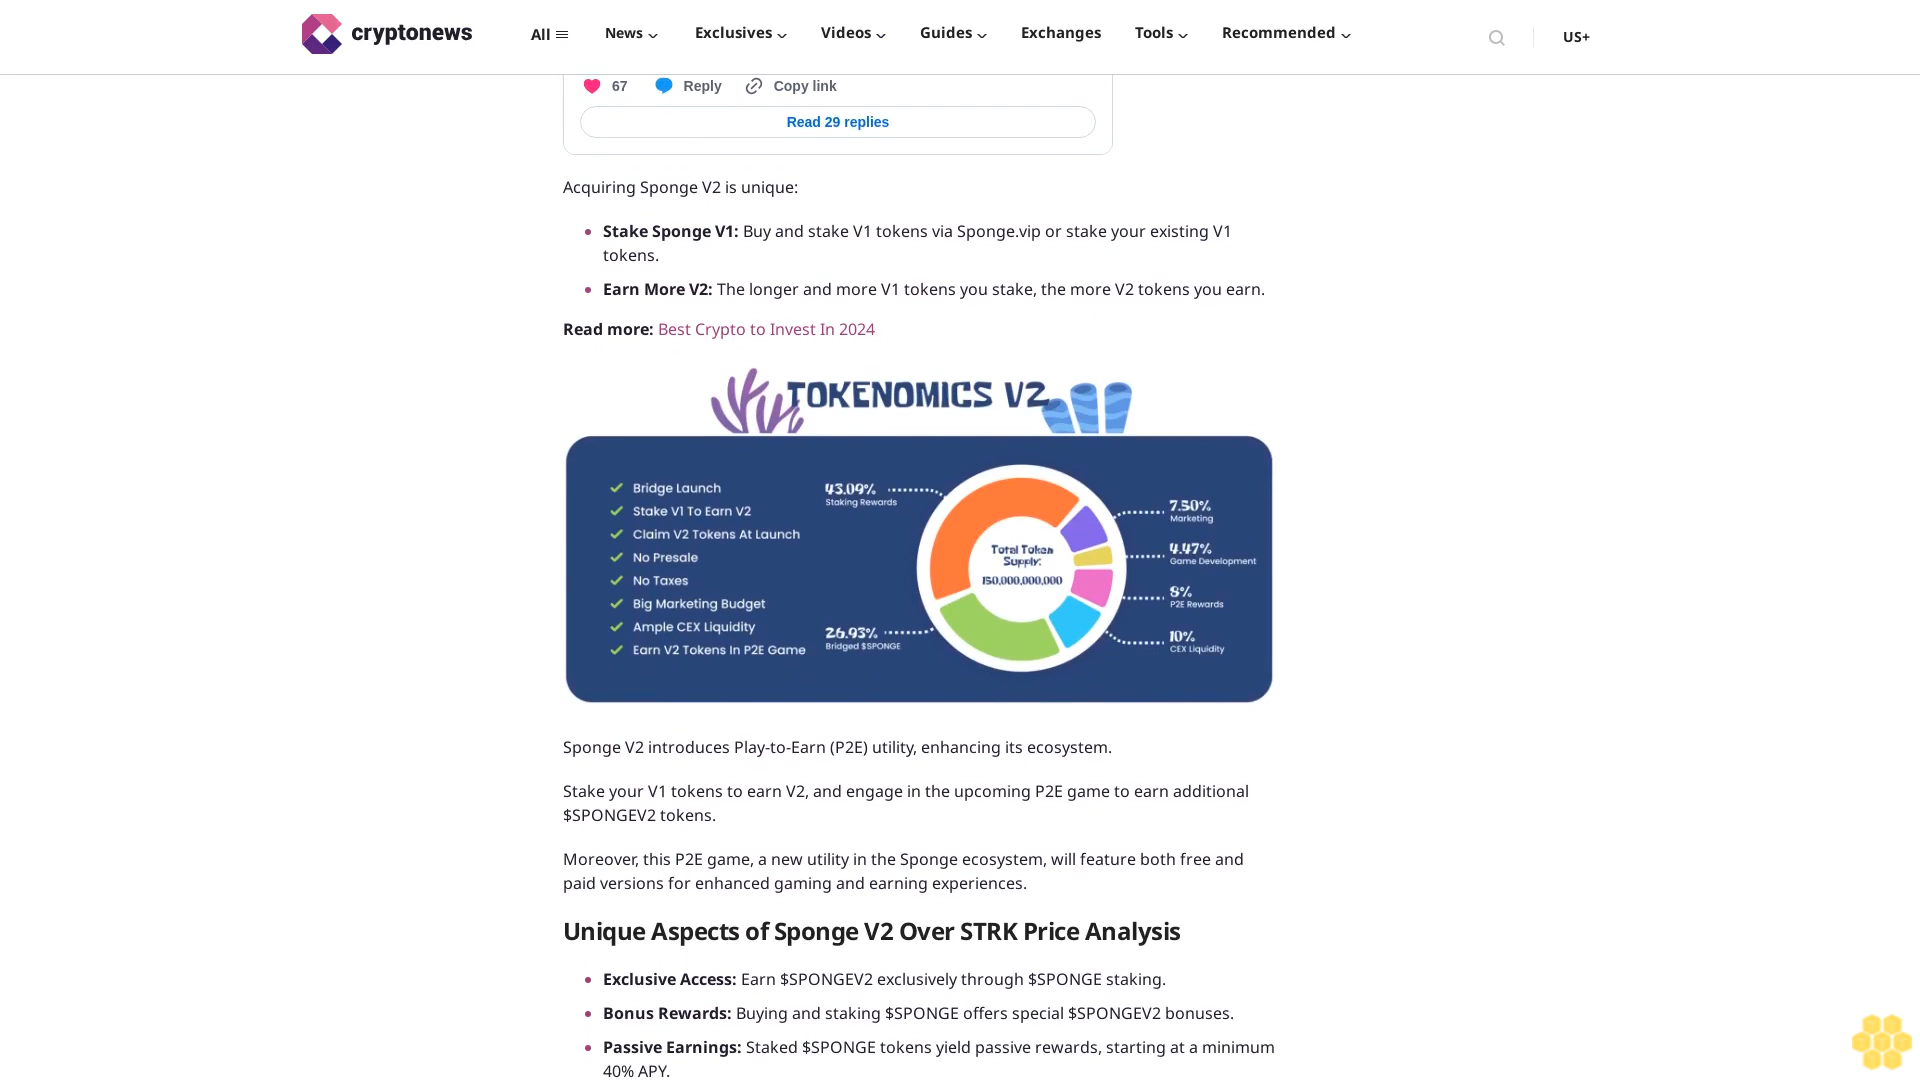 cryptonews
All
News
Exclusives
Videos
Guides
Exchanges
Tools
Recommended
US+
67
Reply
Copy link
Read 29 replies
Acquiring Sponge V2 is unique:
Stake Sponge V1: Buy and stake V1 tokens via Sponge.vip or stake your existing V1
tokens.
Earn More V2: The longer and more V1 tokens you stake, the more V2 tokens you earn.
Read more: Best Crypto to Invest In 2024
TOKENOMICS V2
Bridge Launch
Stake V1 To Earn V2
Claim V2 Tokens At Launch
No Presale
No Taxes
Big Marketing Budget
Ample CEX Liquidity
Earn V2 Tokens In P2E Game
43.09%
Staking Rewards
26.93%
Bridged $SPONGE
Total Token
Supply:
150,000,000,000
7.50%
Marketing
4.47%
Game Development
8%
P2E Rewards
10%
CEX Liquidity
Sponge V2 introduces Play-to-Earn (P2E) utility, enhancing its ecosystem.
Stake your V1 tokens to earn V2, and engage in the upcoming P2E game to earn additional
$SPONGEV2 tokens.
Moreover, this P2E game, a new utility in the Sponge ecosystem, will feature both free and
paid versions for enhanced gaming and earning experiences.
Unique Aspects of Sponge V2 Over STRK Price Analysis
Exclusive Access: Earn $SPONGEV2 exclusively through $SPONGE staking.
Bonus Rewards: Buying and staking $SPONGE offers special $SPONGEV2 bonuses.
Passive Earnings: Staked $SPONGE tokens yield passive rewards, starting at a minimum
40% APY.